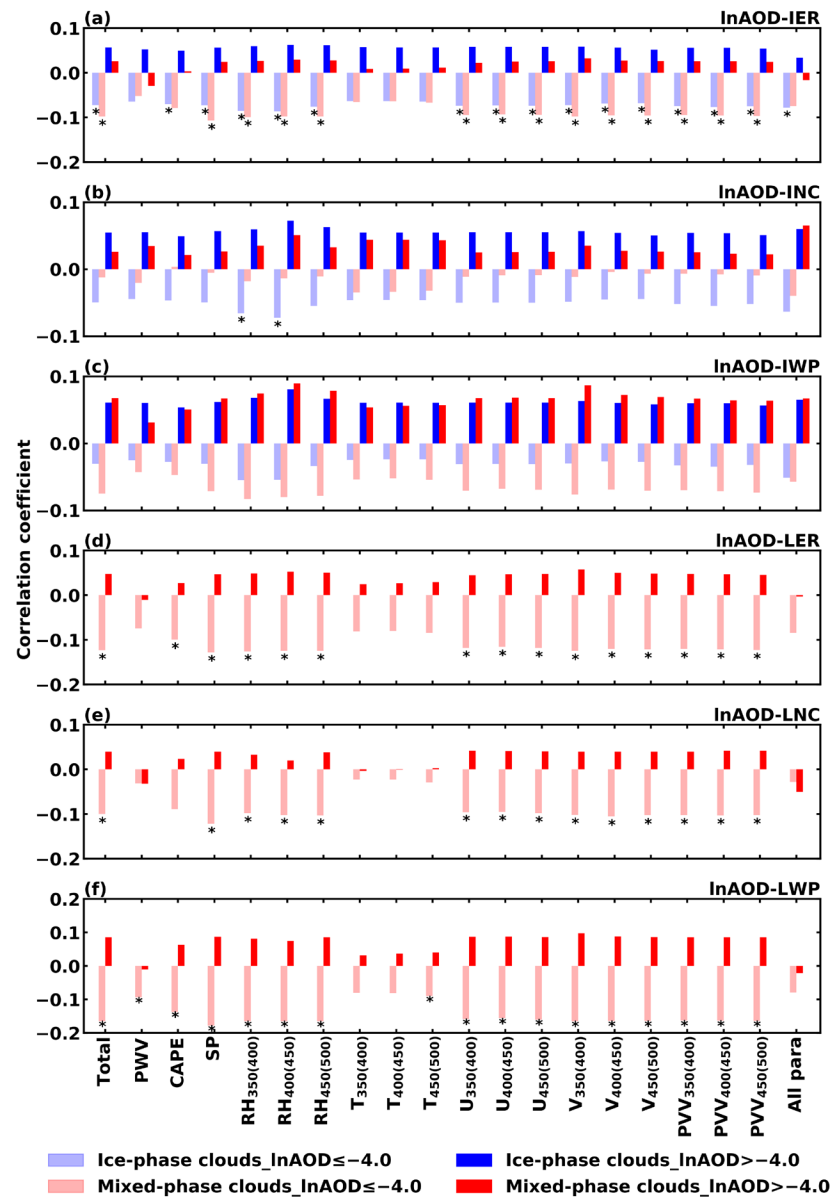 (a) lnAOD-IER
0.1
0.0
−0.1
−0.2
* * * * * * * * * * * * * * * * * * * * * * * * * * * * * *
(b) lnAOD-INC
0.1
0.0
−0.1
* *
(c) lnAOD-IWP
0.1
0.0
−0.1
(d) lnAOD-LER
0.1
0.0
−0.1
−0.2
* * * * * * * * * * * * * * *
(e) lnAOD-LNC
0.1
0.0
−0.1
−0.2
* * * * * * * * * * * * * *
(f) lnAOD-LWP
0.2
0.1
0.0
−0.1
−0.2
* * * * * * * * * * * * * * * * *
Correlation coefficient
Total
PWV
CAPE
SP
RH350(400)
RH400(450)
RH450(500)
T350(400)
T400(450)
T450(500)
U350(400)
U400(450)
U450(500)
V350(400)
V400(450)
V450(500)
PVV350(400)
PVV400(450)
PVV450(500)
All para
Ice-phase clouds_lnAOD≤−4.0 Ice-phase clouds_lnAOD>−4.0
Mixed-phase clouds_lnAOD≤−4.0 Mixed-phase clouds_lnAOD>−4.0